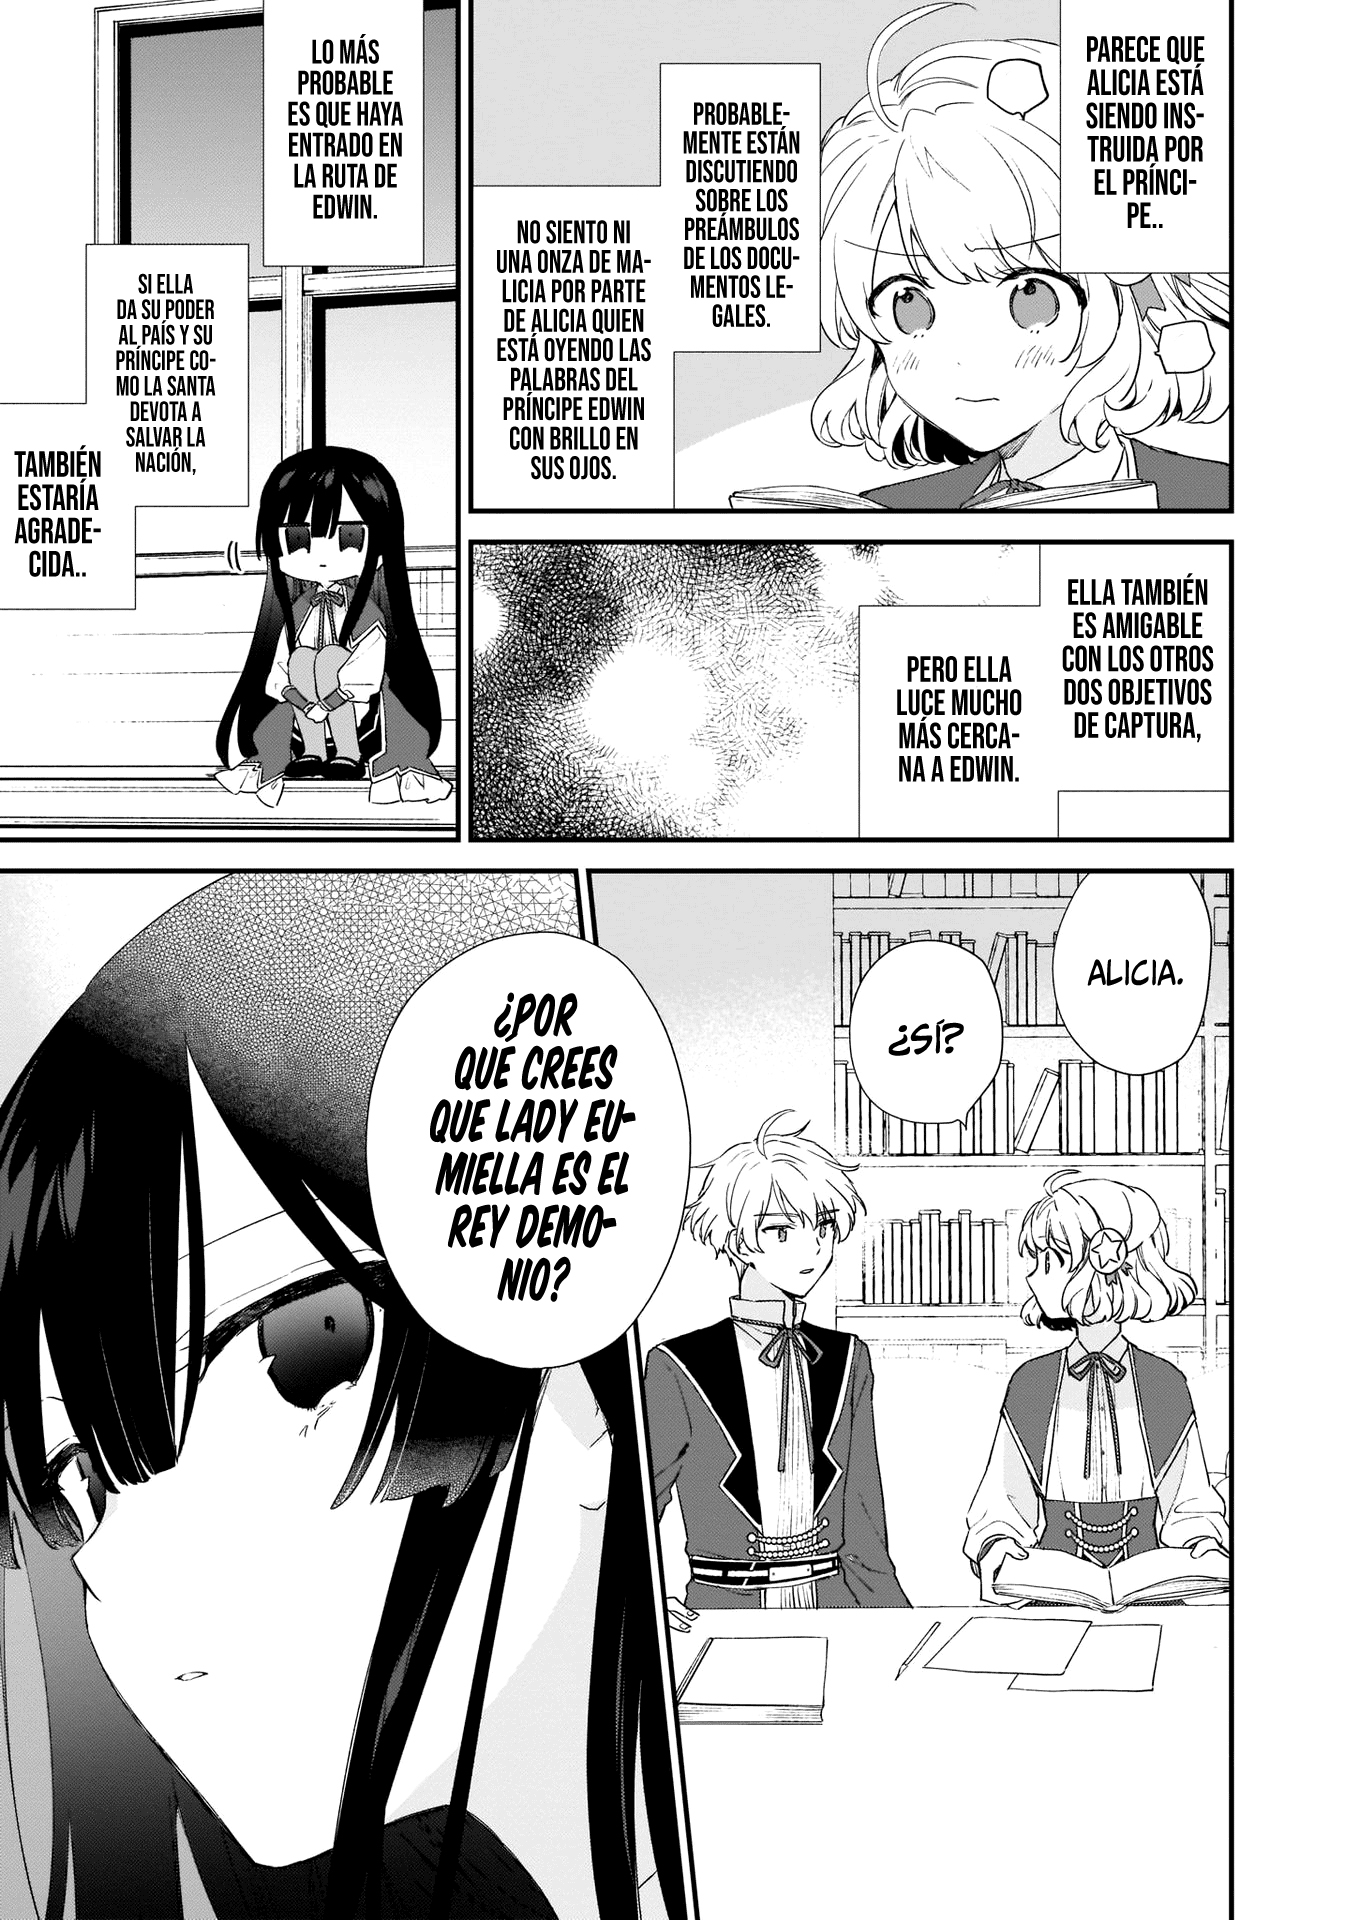 PARECE QUE
ALICIA ESTÁ
SIENDO INS-
TRUIDA POR
EL PRÍNCI-
PE..
PROBABLE-
MENTE ESTÁN
DISCUTIENDO
SOBRE LOS
PREÁMBULOS
DE LOS DOCU-
MENTOS LE-
GALES.
NO SIENTO NI
UNA ONZA DE MA-
LICIA POR PARTE
DE ALICIA QUIEN
ESTÁ OYENDO LAS
PALABRAS DEL
PRÍNCIPE EDWIN
CON BRILLO EN
SUS OJOS.
ELLA TAMBIÉN
ES AMIGABLE
CON LOS OTROS
DOS OBJETIVOS
DE CAPTURA,
PERO ELLA
LUCE MUCHO
MÁS CERCA-
NA A EDWIN.
LO MÁS
PROBABLE
ES QUE HAYA
ENTRADO EN
LA RUTA DE
EDWIN.
SI ELLA
DA SU PODER
AL PAÍS Y SU
PRÍNCIPE CO-
MO LA SANTA
DEVOTA A
SALVAR LA
NACIÓN,
TAMBIÉN
ESTARÍA
AGRADE-
CIDA..
ALICIA.
¿SÍ?
¿POR
QUÉ CREES
QUE LADY EU-
MIELLA ES EL
REY DEMO-
NIO?